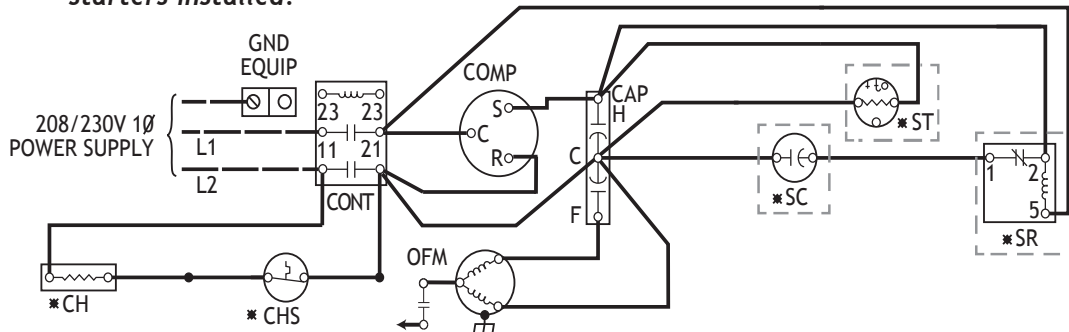 starters installed!
GND
EQUIP
208/230V 1Ø
POWER SUPPLY
L1
L2
23 23
11 21
CONT
COMP
S
C
R
CAP
H
C
F
※ ST
※ SC
1 2
5
※ SR
OFM
※ CH
※ CHS